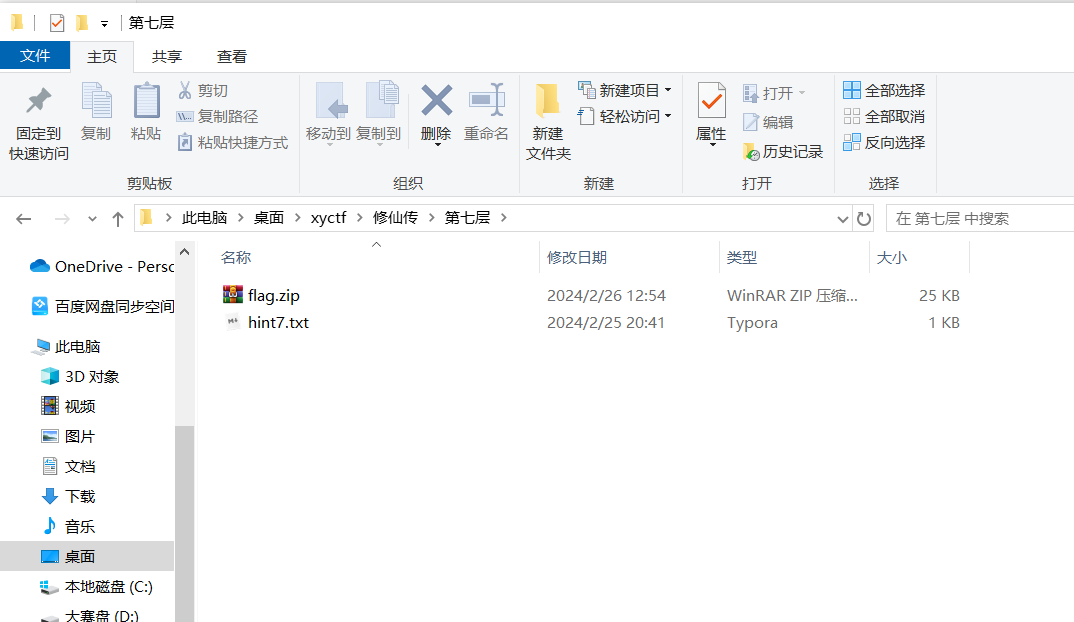 第七层
文件 主页 共享 查看
固定到快速访问 复制 粘贴 剪切 复制路径 粘贴快捷方式
移动到 复制到 删除 重命名
新建文件夹 新建项目 轻松访问
属性 打开 编辑 历史记录
全部选择 全部取消 反向选择
剪贴板 组织 新建 打开 选择
此电脑 桌面 xyctf 修仙传 第七层 在 第七层 中搜索
名称 修改日期 类型 大小
flag.zip 2024/2/26 12:54 WinRAR ZIP 压缩... 25 KB
hint7.txt 2024/2/25 20:41 Typora 1 KB
OneDrive - Perso
百度网盘同步空间
此电脑
3D 对象
视频
图片
文档
下载
音乐
桌面
本地磁盘 (C:)
大寨盘 (D:)